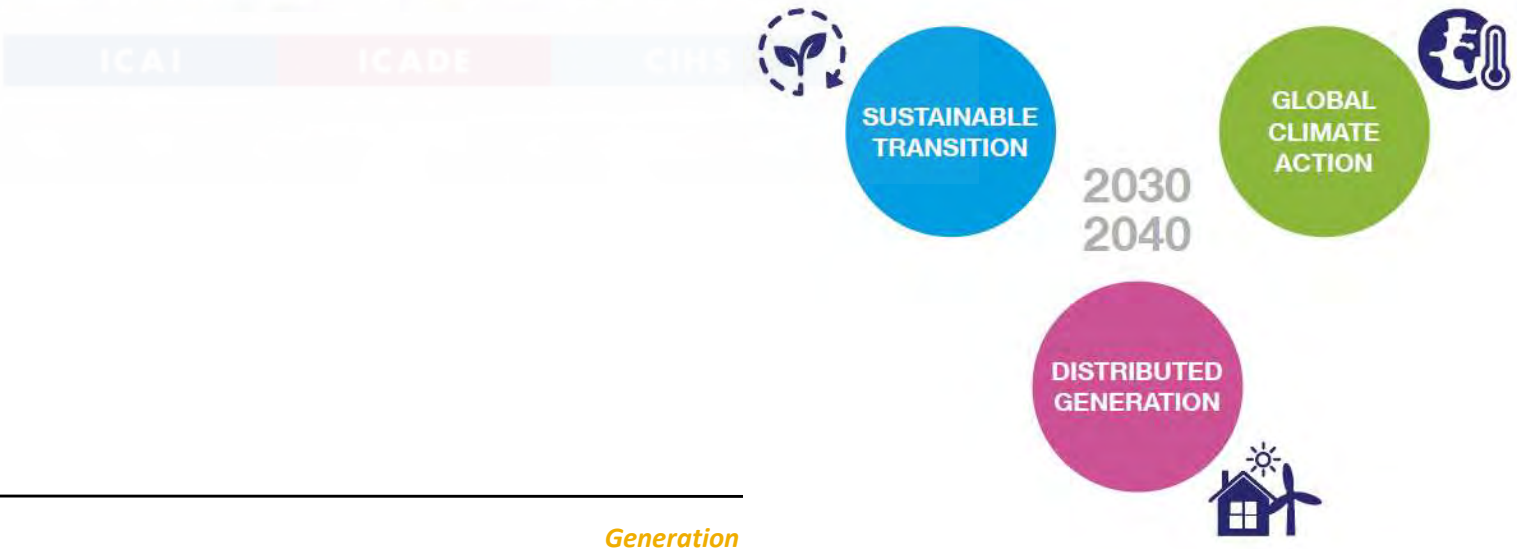 ICAI ICADE CIHS
SUSTAINABLE
TRANSITION
GLOBAL
CLIMATE
ACTION
2030
2040
DISTRIBUTED
GENERATION
Generation